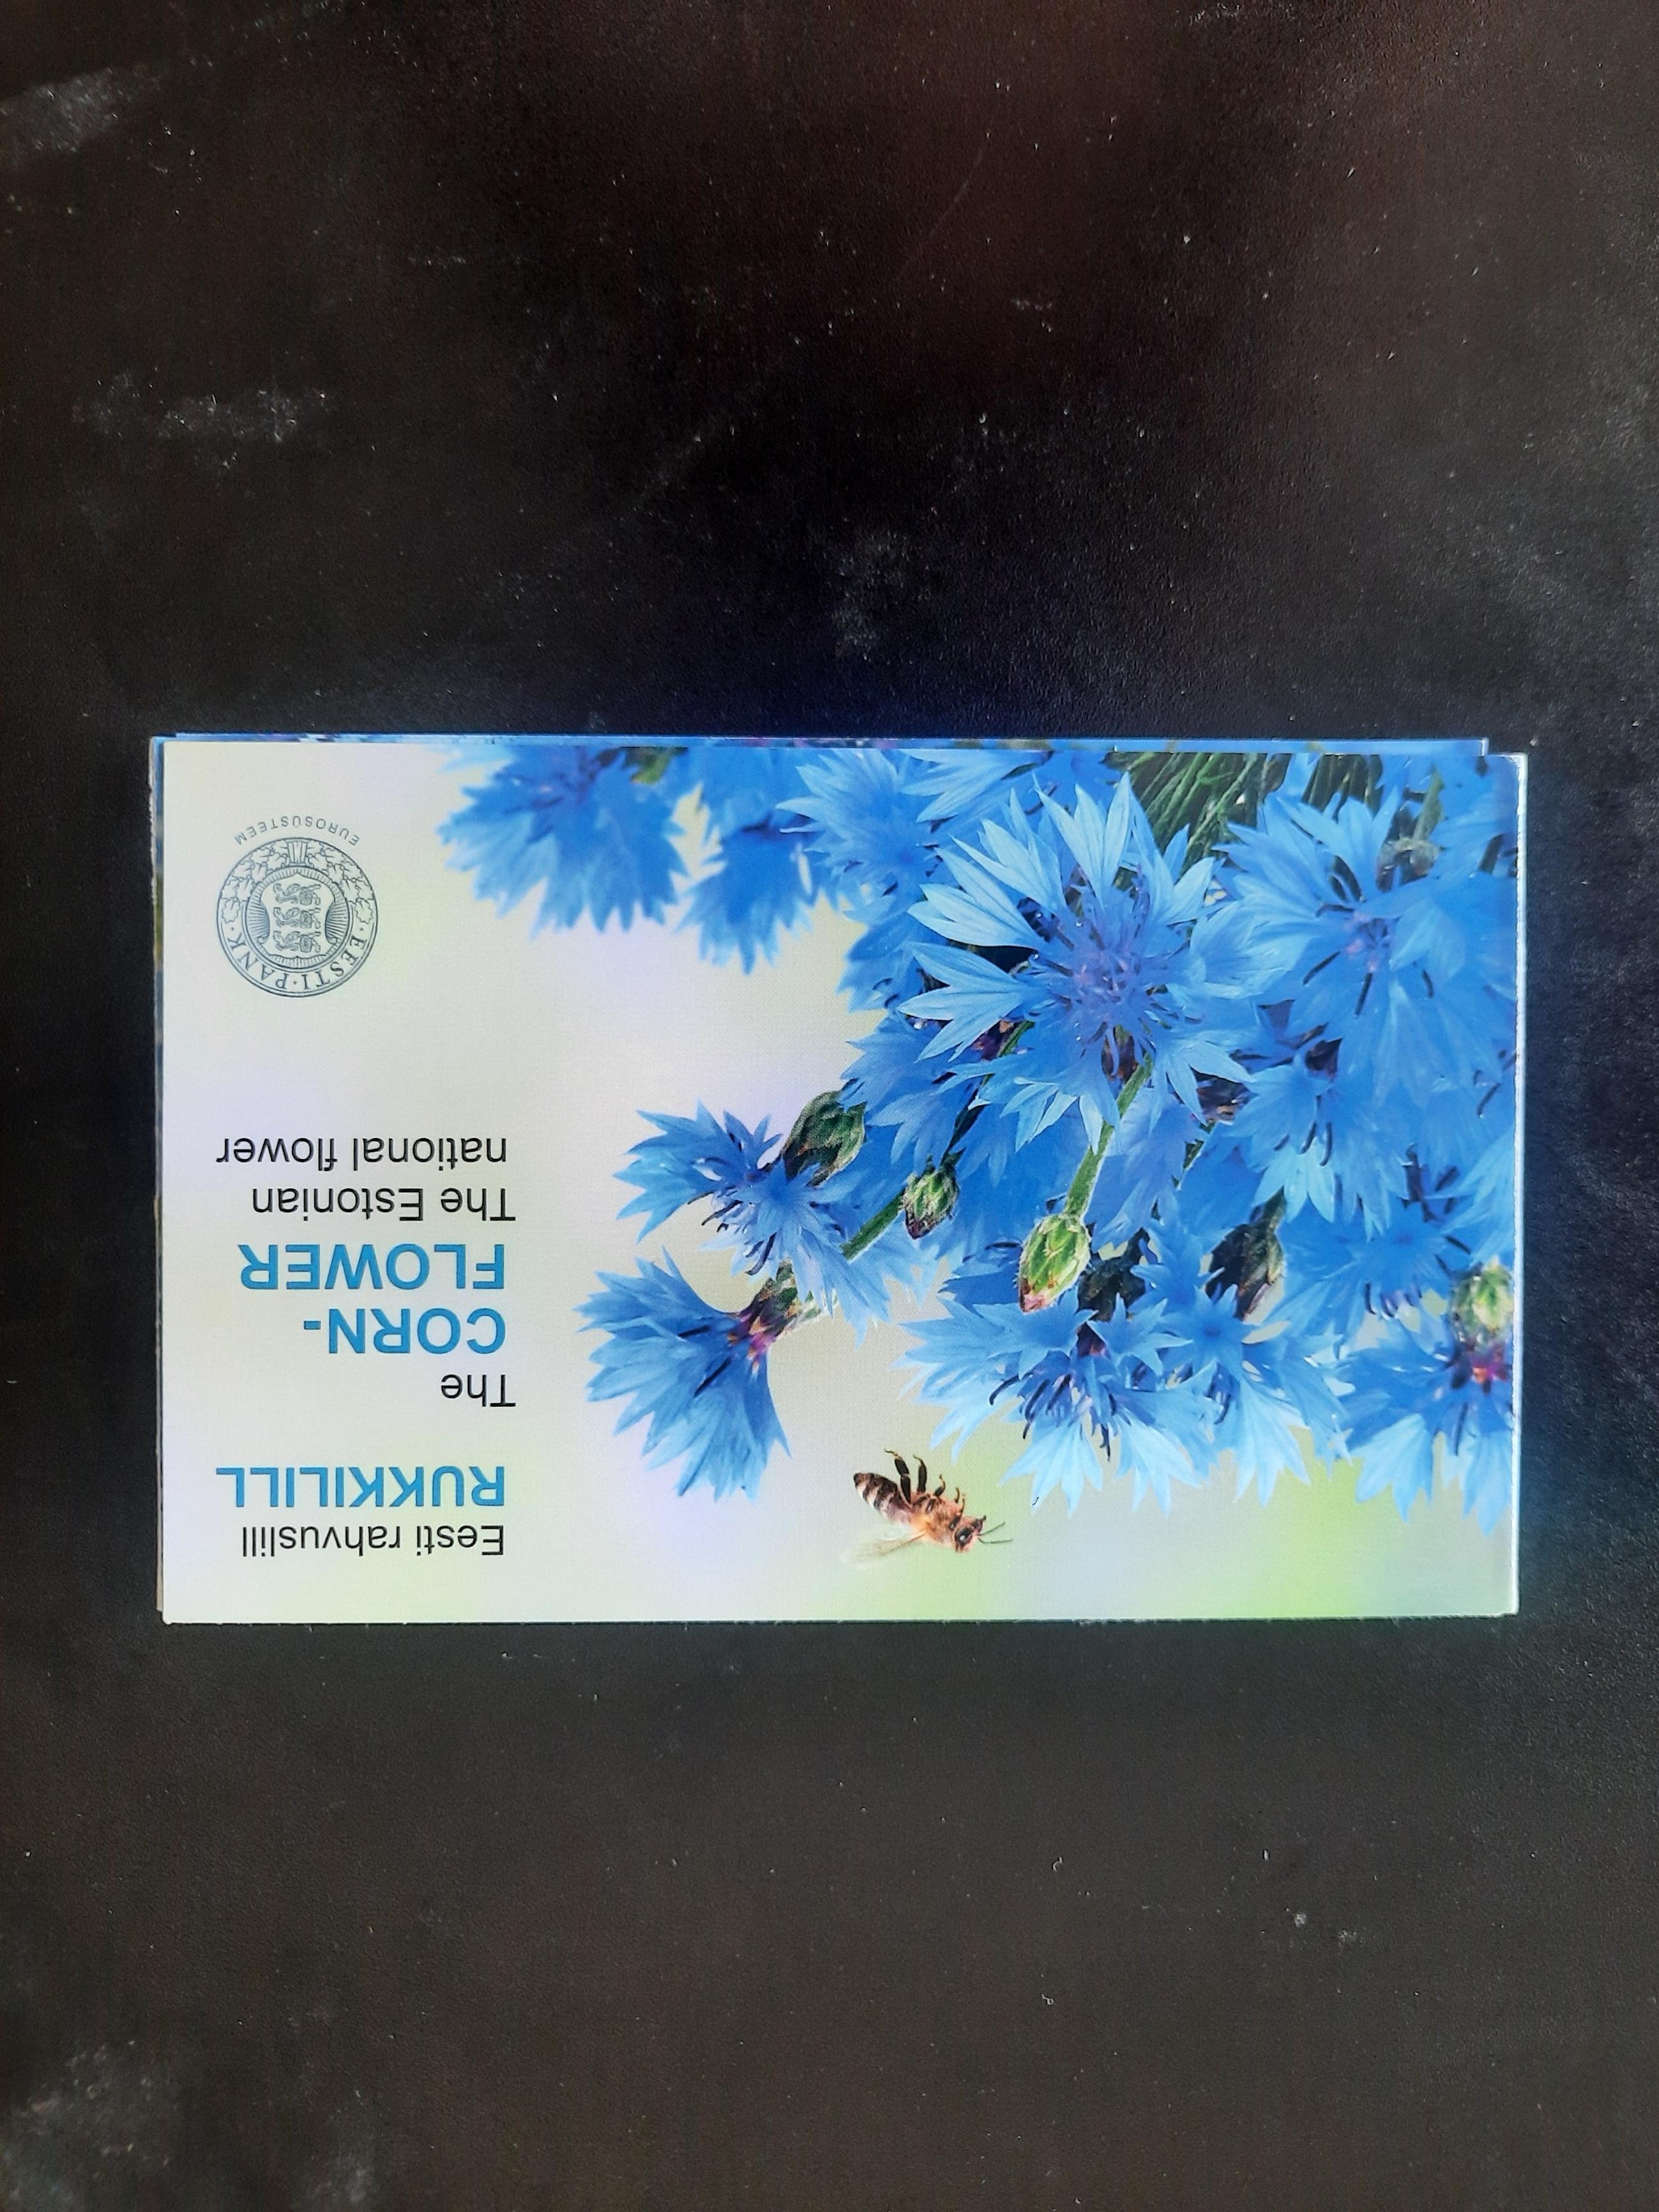 Eesti rahvuslill
RUKKILILL
The
CORN-
FLOWER
The Estonian
national flower
·EESTI·PANK·
EUROSÜSTEEM